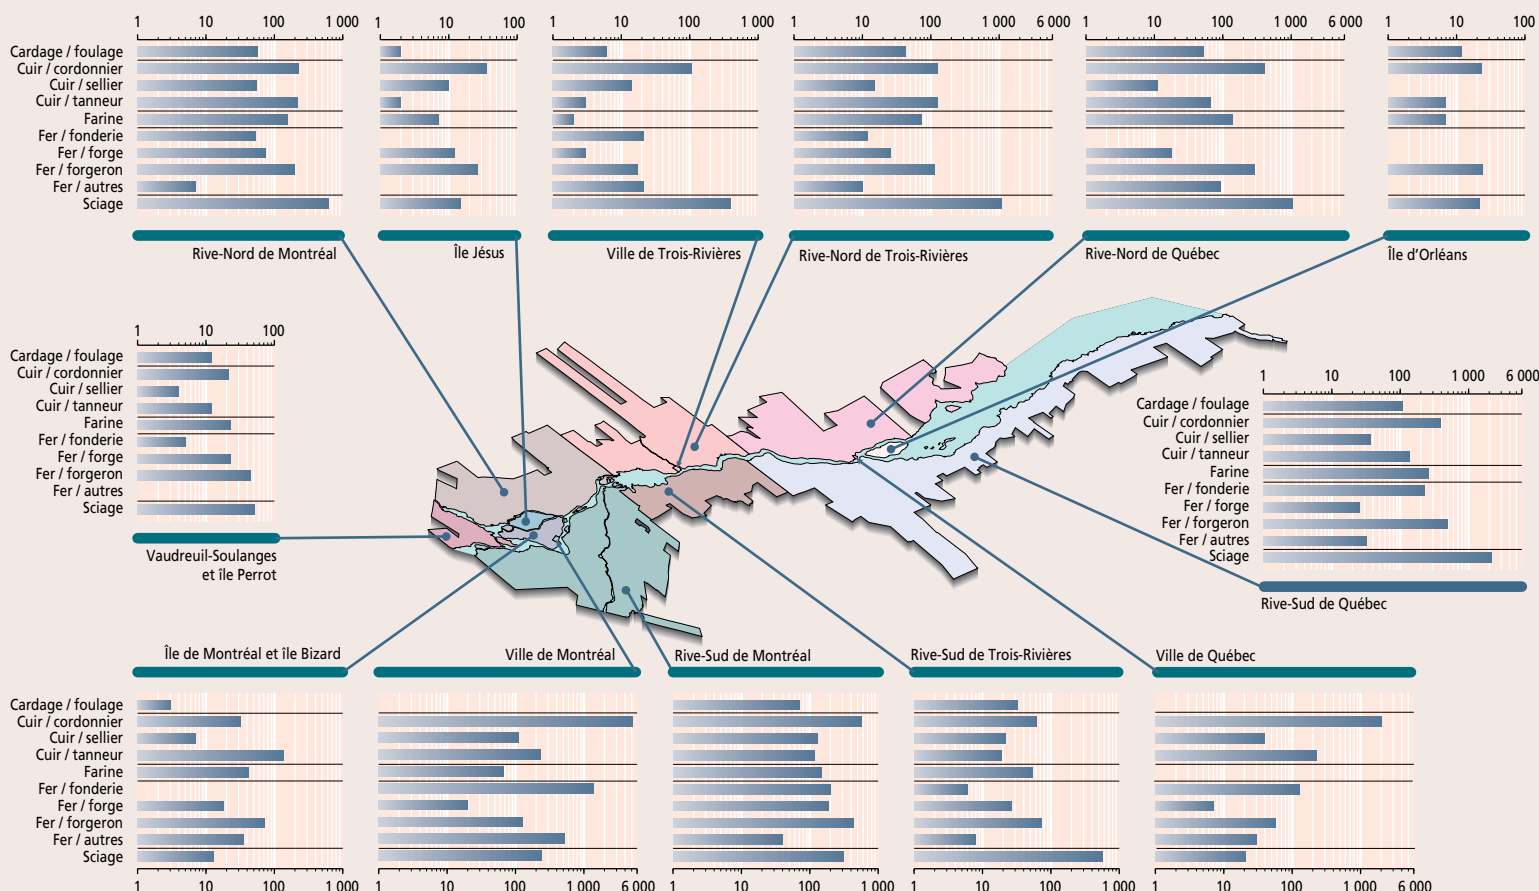 1 10 100 1 000
1 10 100
1 10 100 1 000
1 10 100 1 000 6 000
1 10 100 1 000 6 000
1 10 100
Cardage / foulage
Cuir / cordonnier
Cuir / sellier
Cuir / tanneur
Farine
Fer / fonderie
Fer / forge
Fer / forgeron
Fer / autres
Sciage
Rive-Nord de Montréal
Île Jésus
Ville de Trois-Rivières
Rive-Nord de Trois-Rivières
Rive-Nord de Québec
Île d’Orléans
1 10 100
Cardage / foulage
Cuir / cordonnier
Cuir / sellier
Cuir / tanneur
Farine
Fer / fonderie
Fer / forge
Fer / forgeron
Fer / autres
Sciage
Vaudreuil-Soulanges
et île Perrot
1 10 100 1 000 6 000
Cardage / foulage
Cuir / cordonnier
Cuir / sellier
Cuir / tanneur
Farine
Fer / fonderie
Fer / forge
Fer / forgeron
Fer / autres
Sciage
Rive-Sud de Québec
Île de Montréal et île Bizard
Ville de Montréal
Rive-Sud de Montréal
Rive-Sud de Trois-Rivières
Ville de Québec
Cardage / foulage
Cuir / cordonnier
Cuir / sellier
Cuir / tanneur
Farine
Fer / fonderie
Fer / forge
Fer / forgeron
Fer / autres
Sciage
1 10 100 1 000
1 10 100 1 000 6 000
1 10 100 1 000
1 10 100 1 000
1 10 100 1 000 6 000